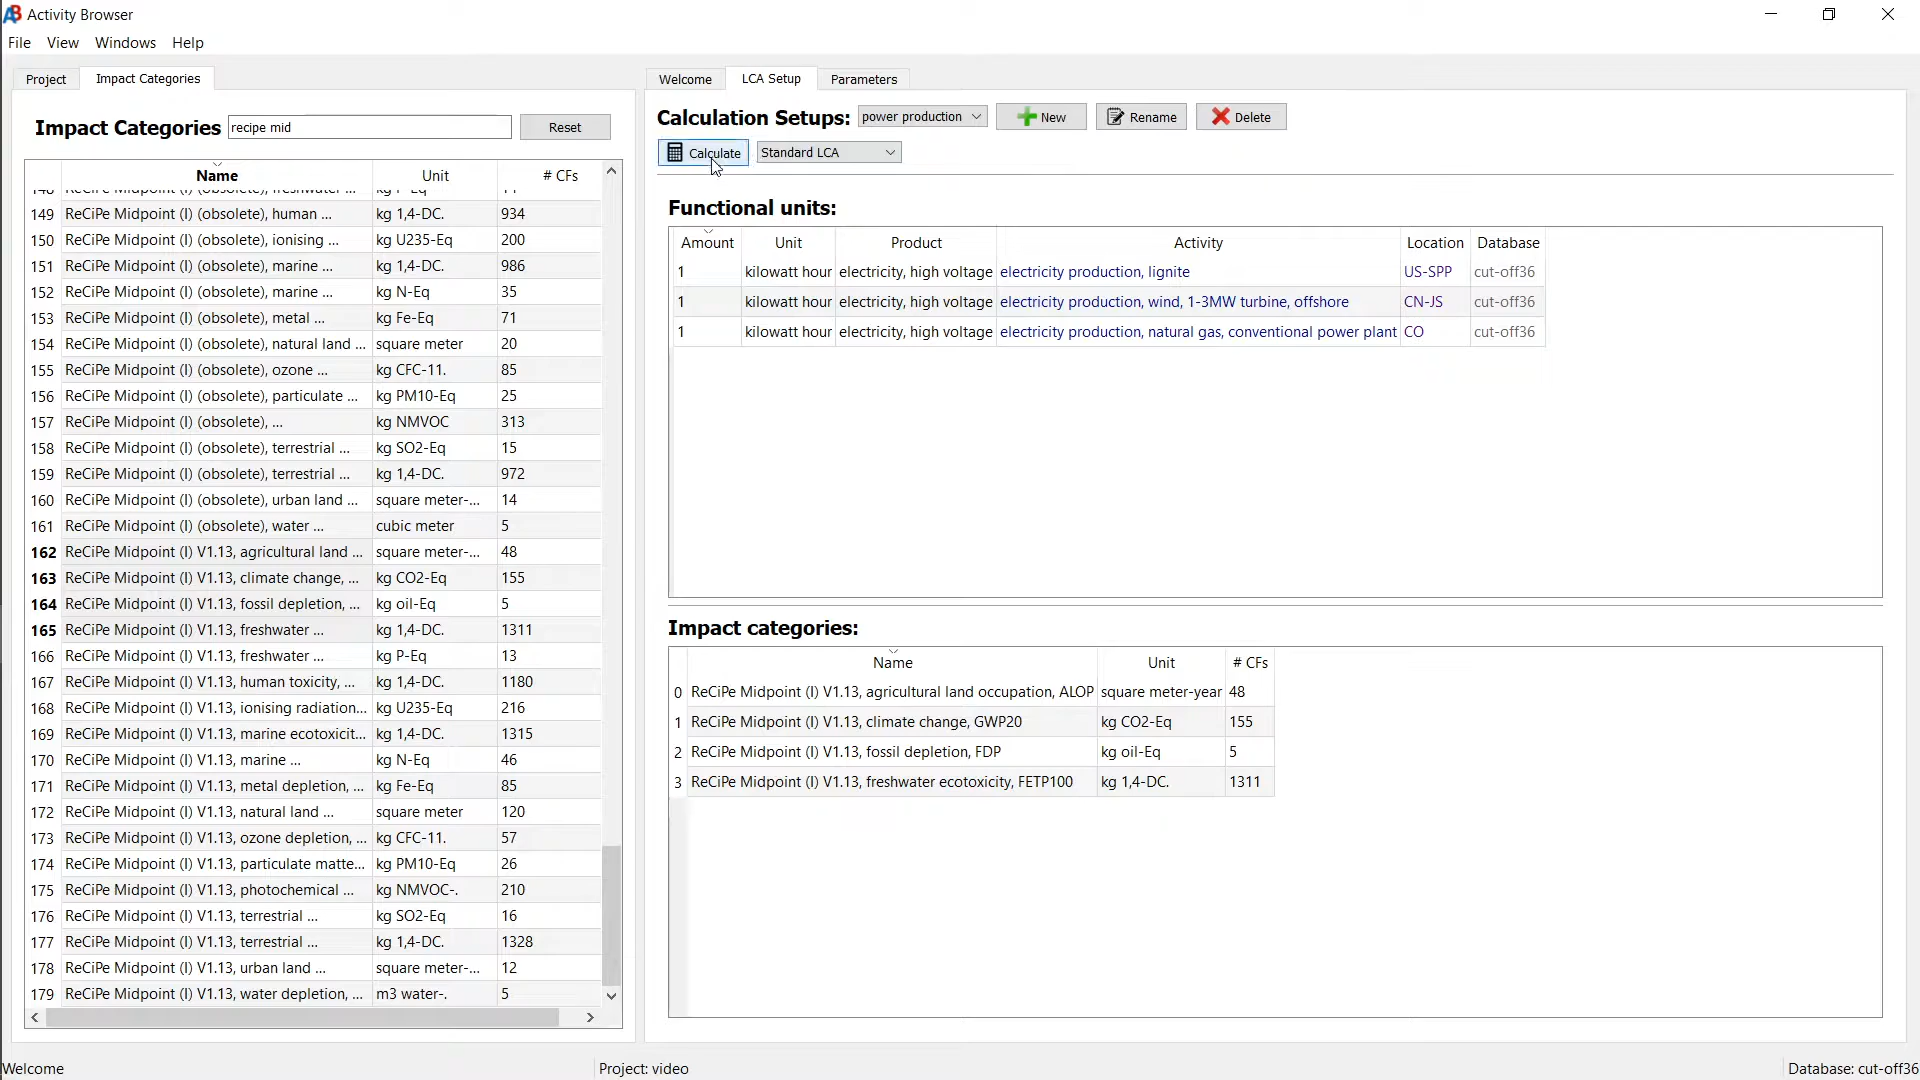 AB Activity Browser
File View Windows Help
Project Impact Categories
Impact Categories recipe mid Reset
Name Unit # CFs
149 ReCiPe Midpoint (I) (obsolete), human ... kg 1,4-DC. 934
150 ReCiPe Midpoint (I) (obsolete), ionising ... kg U235-Eq 200
151 ReCiPe Midpoint (I) (obsolete), marine ... kg 1,4-DC. 986
152 ReCiPe Midpoint (I) (obsolete), marine ... kg N-Eq 35
153 ReCiPe Midpoint (I) (obsolete), metal ... kg Fe-Eq 71
154 ReCiPe Midpoint (I) (obsolete), natural land ... square meter 20
155 ReCiPe Midpoint (I) (obsolete), ozone ... kg CFC-11. 85
156 ReCiPe Midpoint (I) (obsolete), particulate ... kg PM10-Eq 25
157 ReCiPe Midpoint (I) (obsolete), ... kg NMVOC 313
158 ReCiPe Midpoint (I) (obsolete), terrestrial ... kg SO2-Eq 15
159 ReCiPe Midpoint (I) (obsolete), terrestrial ... kg 1,4-DC. 972
160 ReCiPe Midpoint (I) (obsolete), urban land ... square meter-... 14
161 ReCiPe Midpoint (I) (obsolete), water ... cubic meter 5
162 ReCiPe Midpoint (I) V1.13, agricultural land ... square meter-... 48
163 ReCiPe Midpoint (I) V1.13, climate change, ... kg CO2-Eq 155
164 ReCiPe Midpoint (I) V1.13, fossil depletion, ... kg oil-Eq 5
165 ReCiPe Midpoint (I) V1.13, freshwater ... kg 1,4-DC. 1311
166 ReCiPe Midpoint (I) V1.13, freshwater ... kg P-Eq 13
167 ReCiPe Midpoint (I) V1.13, human toxicity, ... kg 1,4-DC. 1180
168 ReCiPe Midpoint (I) V1.13, ionising radiation... kg U235-Eq 216
169 ReCiPe Midpoint (I) V1.13, marine ecotoxicit... kg 1,4-DC. 1315
170 ReCiPe Midpoint (I) V1.13, marine ... kg N-Eq 46
171 ReCiPe Midpoint (I) V1.13, metal depletion, ... kg Fe-Eq 85
172 ReCiPe Midpoint (I) V1.13, natural land ... square meter 120
173 ReCiPe Midpoint (I) V1.13, ozone depletion, ... kg CFC-11. 57
174 ReCiPe Midpoint (I) V1.13, particulate matte... kg PM10-Eq 26
175 ReCiPe Midpoint (I) V1.13, photochemical ... kg NMVOC-. 210
176 ReCiPe Midpoint (I) V1.13, terrestrial ... kg SO2-Eq 16
177 ReCiPe Midpoint (I) V1.13, terrestrial ... kg 1,4-DC. 1328
178 ReCiPe Midpoint (I) V1.13, urban land ... square meter-... 12
179 ReCiPe Midpoint (I) V1.13, water depletion, ... m3 water-. 5
Welcome LCA Setup Parameters
Calculation Setups: power production New Rename Delete
Calculate Standard LCA
Functional units:
Amount Unit Product Activity Location Database
1 kilowatt hour electricity, high voltage electricity production, lignite US-SPP cut-off36
1 kilowatt hour electricity, high voltage electricity production, wind, 1-3MW turbine, offshore CN-JS cut-off36
1 kilowatt hour electricity, high voltage electricity production, natural gas, conventional power plant CO cut-off36
Impact categories:
Name Unit # CFs
0 ReCiPe Midpoint (I) V1.13, agricultural land occupation, ALOP square meter-year 48
1 ReCiPe Midpoint (I) V1.13, climate change, GWP20 kg CO2-Eq 155
2 ReCiPe Midpoint (I) V1.13, fossil depletion, FDP kg oil-Eq 5
3 ReCiPe Midpoint (I) V1.13, freshwater ecotoxicity, FETP100 kg 1,4-DC. 1311
Welcome Project: video Database: cut-off36